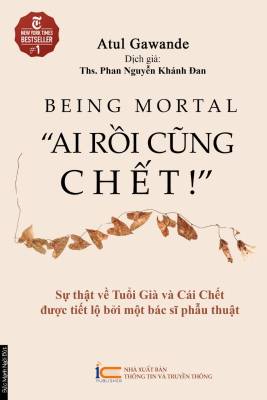 NEW YORK TIMES
BESTSELLER
#1
Atul Gawande
Dịch giả:
Ths. Phan Nguyễn Khánh Đan
BEING MORTAL
“AI RỒI CŨNG
CHẾT!”
Sự thật về Tuổi Già và Cái Chết
được tiết lộ bởi một bác sĩ phẫu thuật
IC
PUBLISHER
NHÀ XUẤT BẢN
THÔNG TIN VÀ TRUYỀN THÔNG